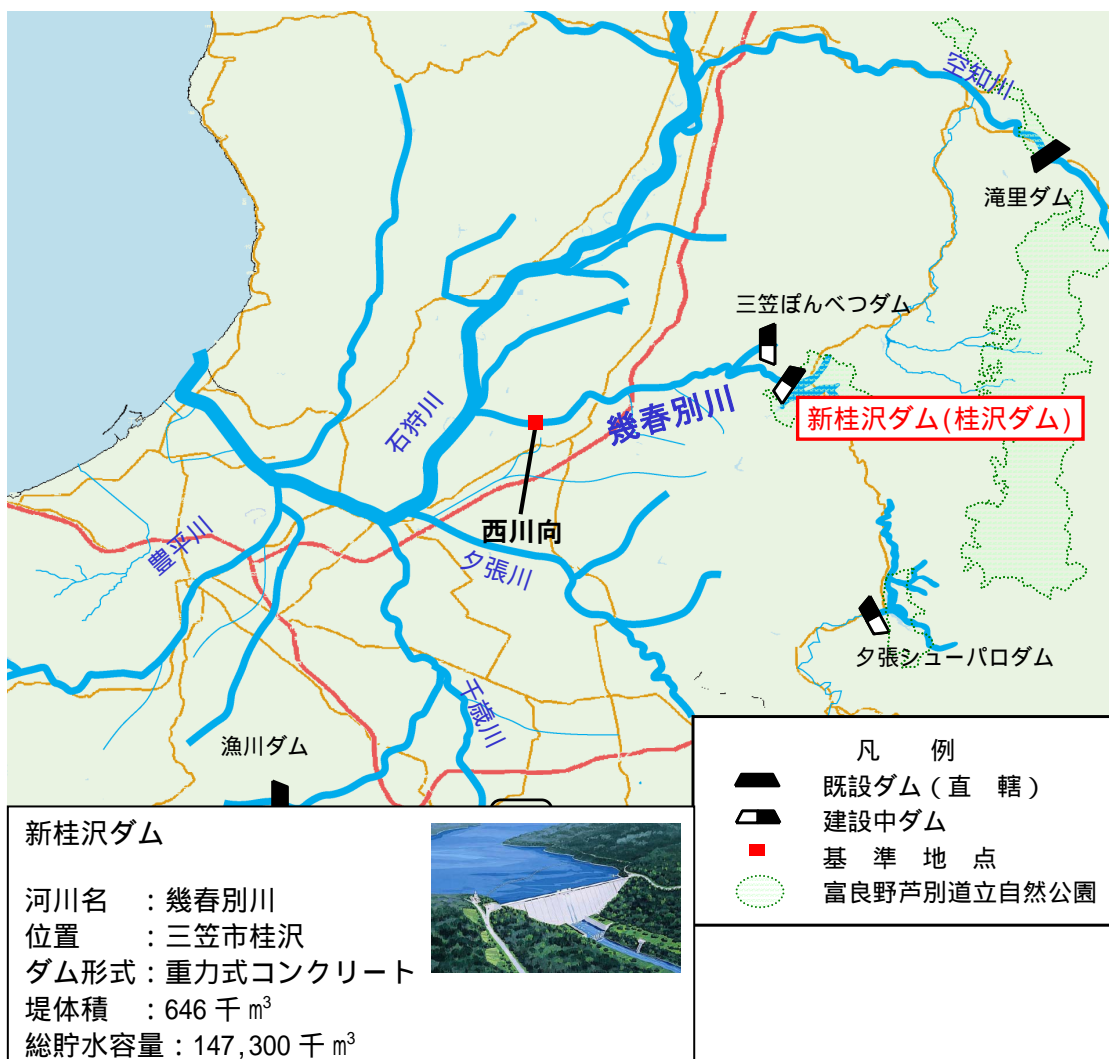 空知川
滝里ダム
三笠ぽんべつダム
幾春別川
新桂沢ダム(桂沢ダム)
石狩川
西川向
豊平川
夕張川
夕張シューパロダム
千歳川
漁川ダム
凡　例
既設ダム（直　轄）
建設中ダム
基　準　地　点
富良野芦別道立自然公園
新桂沢ダム
河川名　：幾春別川
位置　　：三笠市桂沢
ダム形式：重力式コンクリート
堤体積　：646 千㎥
総貯水容量：147,300 千㎥